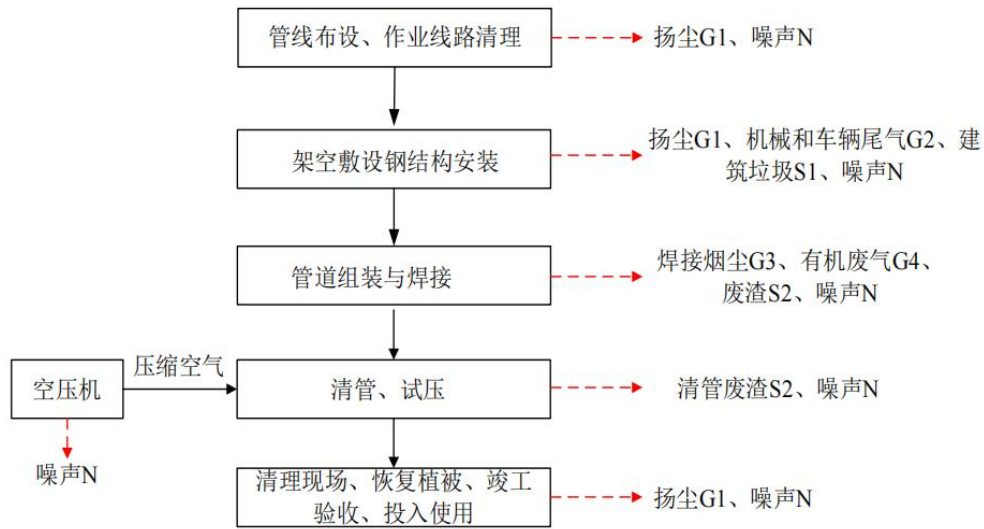 管线布设、作业线路清理
扬尘G1、噪声N
架空敷设钢结构安装
扬尘G1、机械和车辆尾气G2、建
筑垃圾S1、噪声N
管道组装与焊接
焊接烟尘G3、有机废气G4、
废渣S2、噪声N
空压机
压缩空气
清管、试压
清管废渣S2、噪声N
噪声N
清理现场、恢复植被、竣工
验收、投入使用
扬尘G1、噪声N